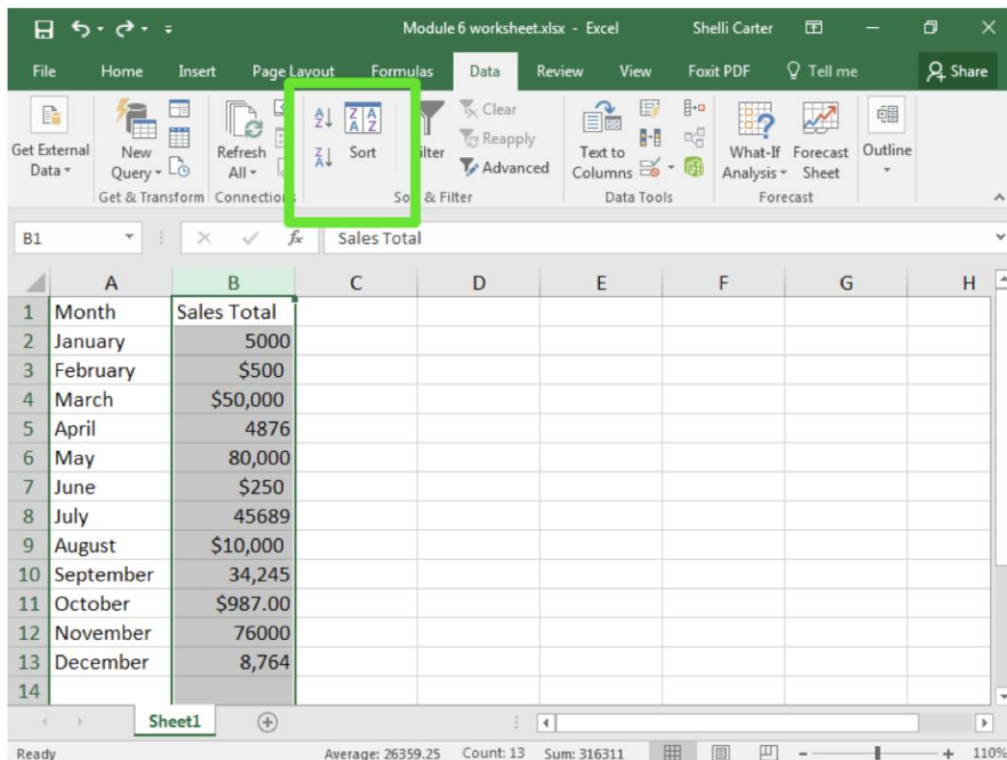 Module 6 worksheet.xlsx - Excel Shelli Carter
File Home Insert Page Layout Formulas Data Review View Foxit PDF Tell me Share
Get External Data
New Query
Refresh All
A Z
Z A
Z A A Z
Sort
ilter
Clear
Reapply
Advanced
Text to Columns
What-If Analysis
Forecast Sheet
Outline
Get & Transform Connections So & Filter Data Tools Forecast
B1 fx Sales Total
A B C D E F G H
1 Month Sales Total
2 January 5000
3 February $500
4 March $50,000
5 April 4876
6 May 80,000
7 June $250
8 July 45689
9 August $10,000
10 September 34,245
11 October $987.00
12 November 76000
13 December 8,764
14
Sheet1
Ready Average: 26359.25 Count: 13 Sum: 316311 110%